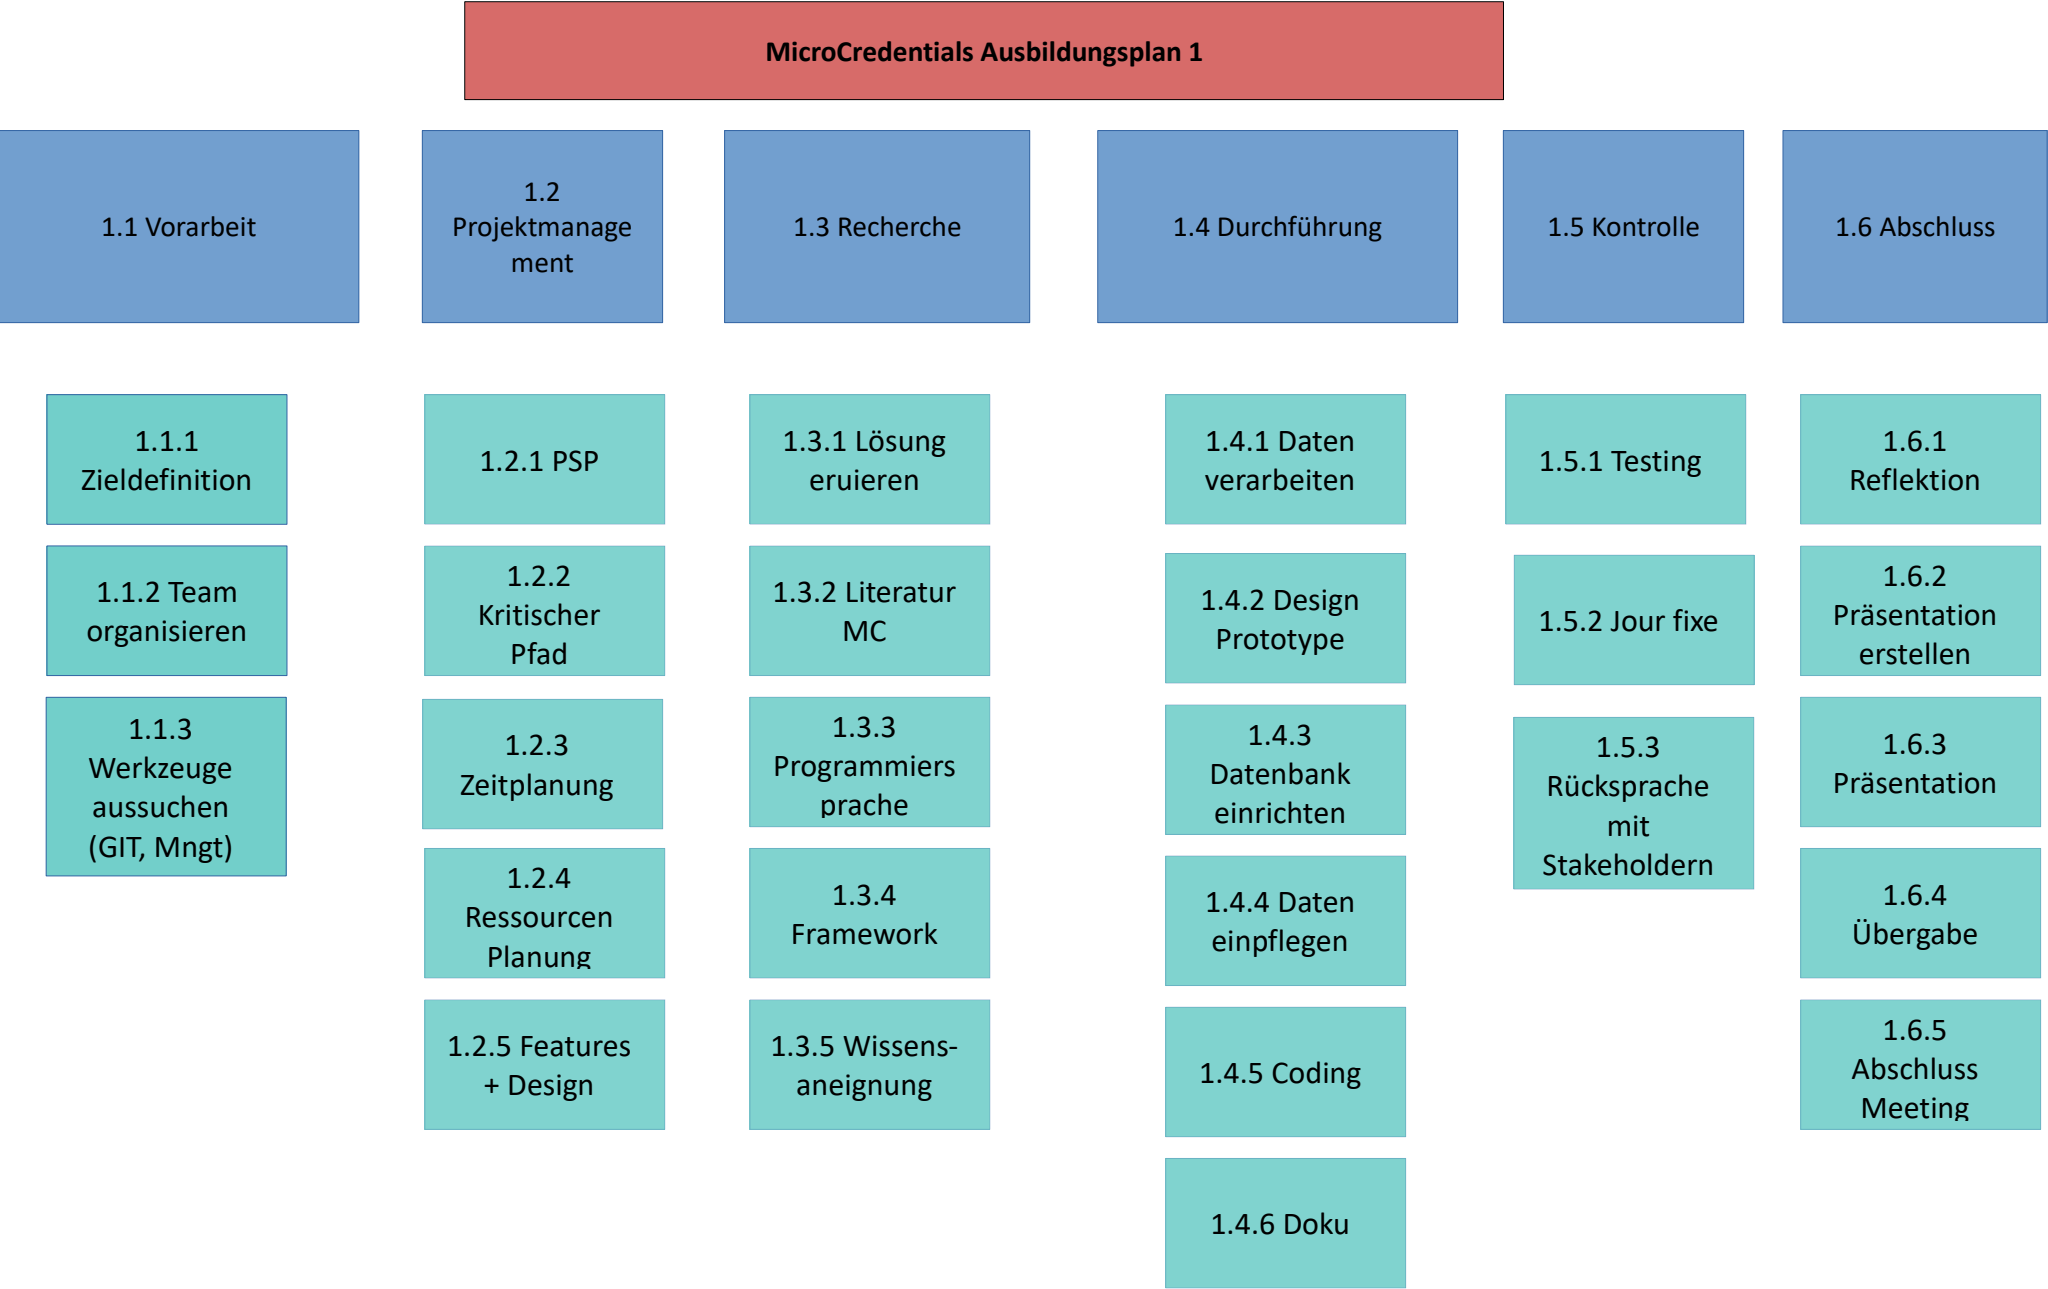 MicroCredentials Ausbildungsplan 1
1.1 Vorarbeit
1.2
Projektmanage
ment
1.3 Recherche
1.4 Durchführung
1.5 Kontrolle
1.6 Abschluss
1.1.1
Zieldefinition
1.1.2 Team
organisieren
1.1.3
Werkzeuge
aussuchen
(GIT, Mngt)
1.2.1 PSP
1.2.2
Kritischer
Pfad
1.2.3
Zeitplanung
1.2.4
Ressourcen
Planung
1.2.5 Features
+ Design
1.3.1 Lösung
eruieren
1.3.2 Literatur
MC
1.3.3
Programmiers
prache
1.3.4
Framework
1.3.5 Wissens-
aneignung
1.4.1 Daten
verarbeiten
1.4.2 Design
Prototype
1.4.3
Datenbank
einrichten
1.4.4 Daten
einpflegen
1.4.5 Coding
1.4.6 Doku
1.5.1 Testing
1.5.2 Jour fixe
1.5.3
Rücksprache
mit
Stakeholdern
1.6.1
Reflektion
1.6.2
Präsentation
erstellen
1.6.3
Präsentation
1.6.4
Übergabe
1.6.5
Abschluss
Meeting